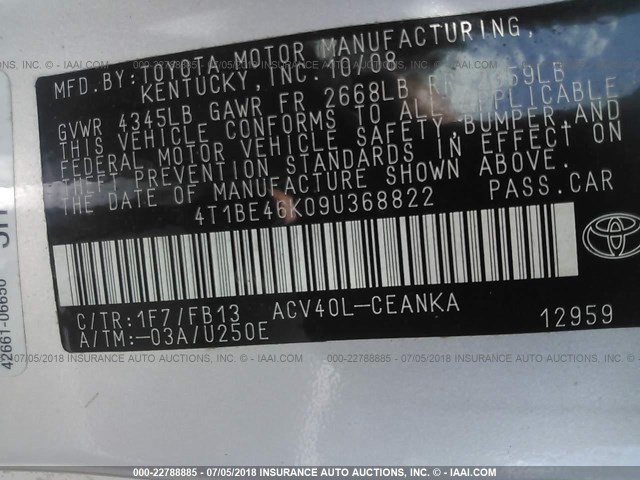 MFD.BY:TOYOTA MOTOR MANUFACTURING,
KENTUCKY, INC. 10/08
GVWR 4345LB GAWR FR 2668LB
THIS VEHICLE CONFORMS TO ALL APPLICABLE
FEDERAL MOTOR VEHICLE SAFETY,BUMPER,AND
THEFT PREVENTION STANDARDS IN EFFECT ON
THE DATE OF MANUFACTURE SHOWN ABOVE.
4T1BE46K09U368822 PASS.CAR
C/TR:1F7/FB13 ACV40L-CEANKA
A/TM:-03A/U250E 12959
TOYOTA
42661-06650
000-22788885 - 07/05/2018 INSURANCE AUTO AUCTIONS, INC. - IAAI.COM